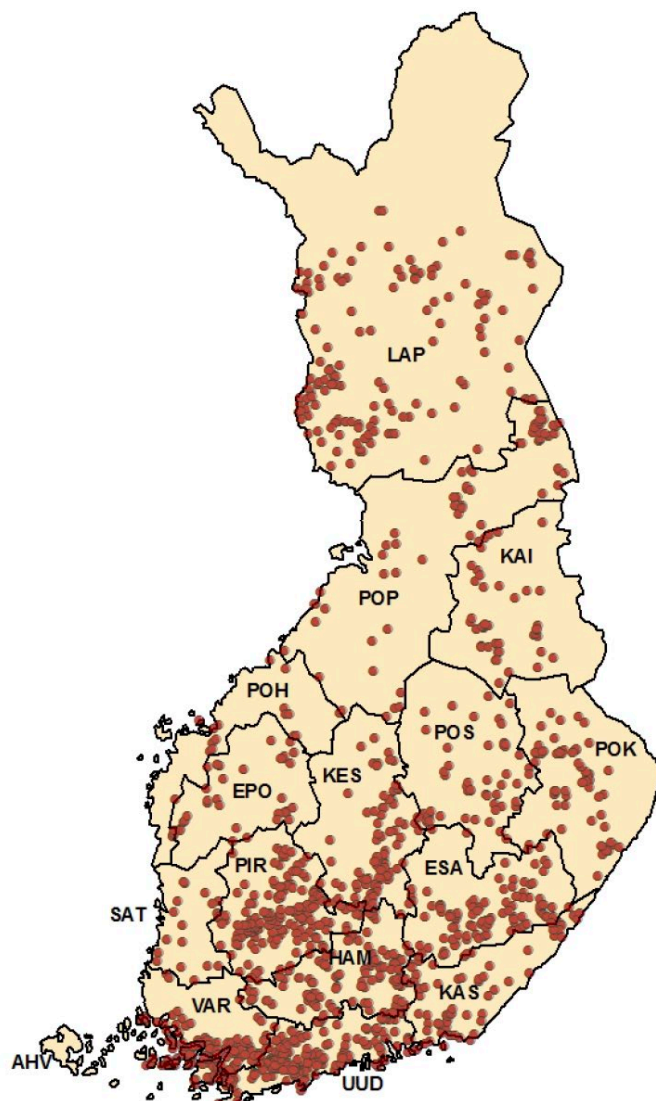 LAP
KAI
POP
POH
POS
POK
KES
EPO
PIR
ESA
SAT
HAM
KAS
VAR
AHV
UUD